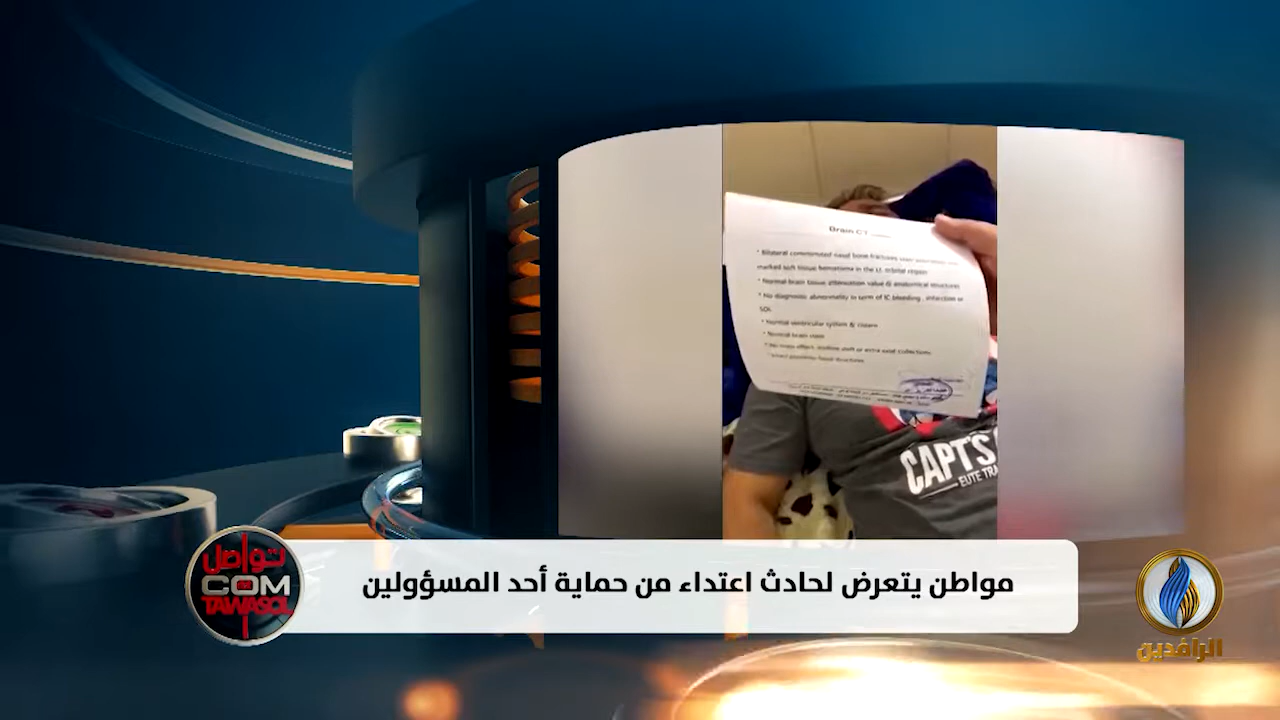 Brain CT
* Bilateral comminuted nasal bone fractures
marked soft tissue hematoma in the Lt. orbital region
* Normal brain tissue attenuation value & anatomical structures
* No diagnostic abnormality in term of IC bleeding, infarction or
SOL
* Normal ventricular system & cistern
* Normal brain stem
* No mass effect, midline shift or extra axial collections
CAPT'S
ELITE TRA
مواطن يتعرض لحادث اعتداء من حماية أحد المسؤولين
تواصل
COM
TAWASOL
الرافدين